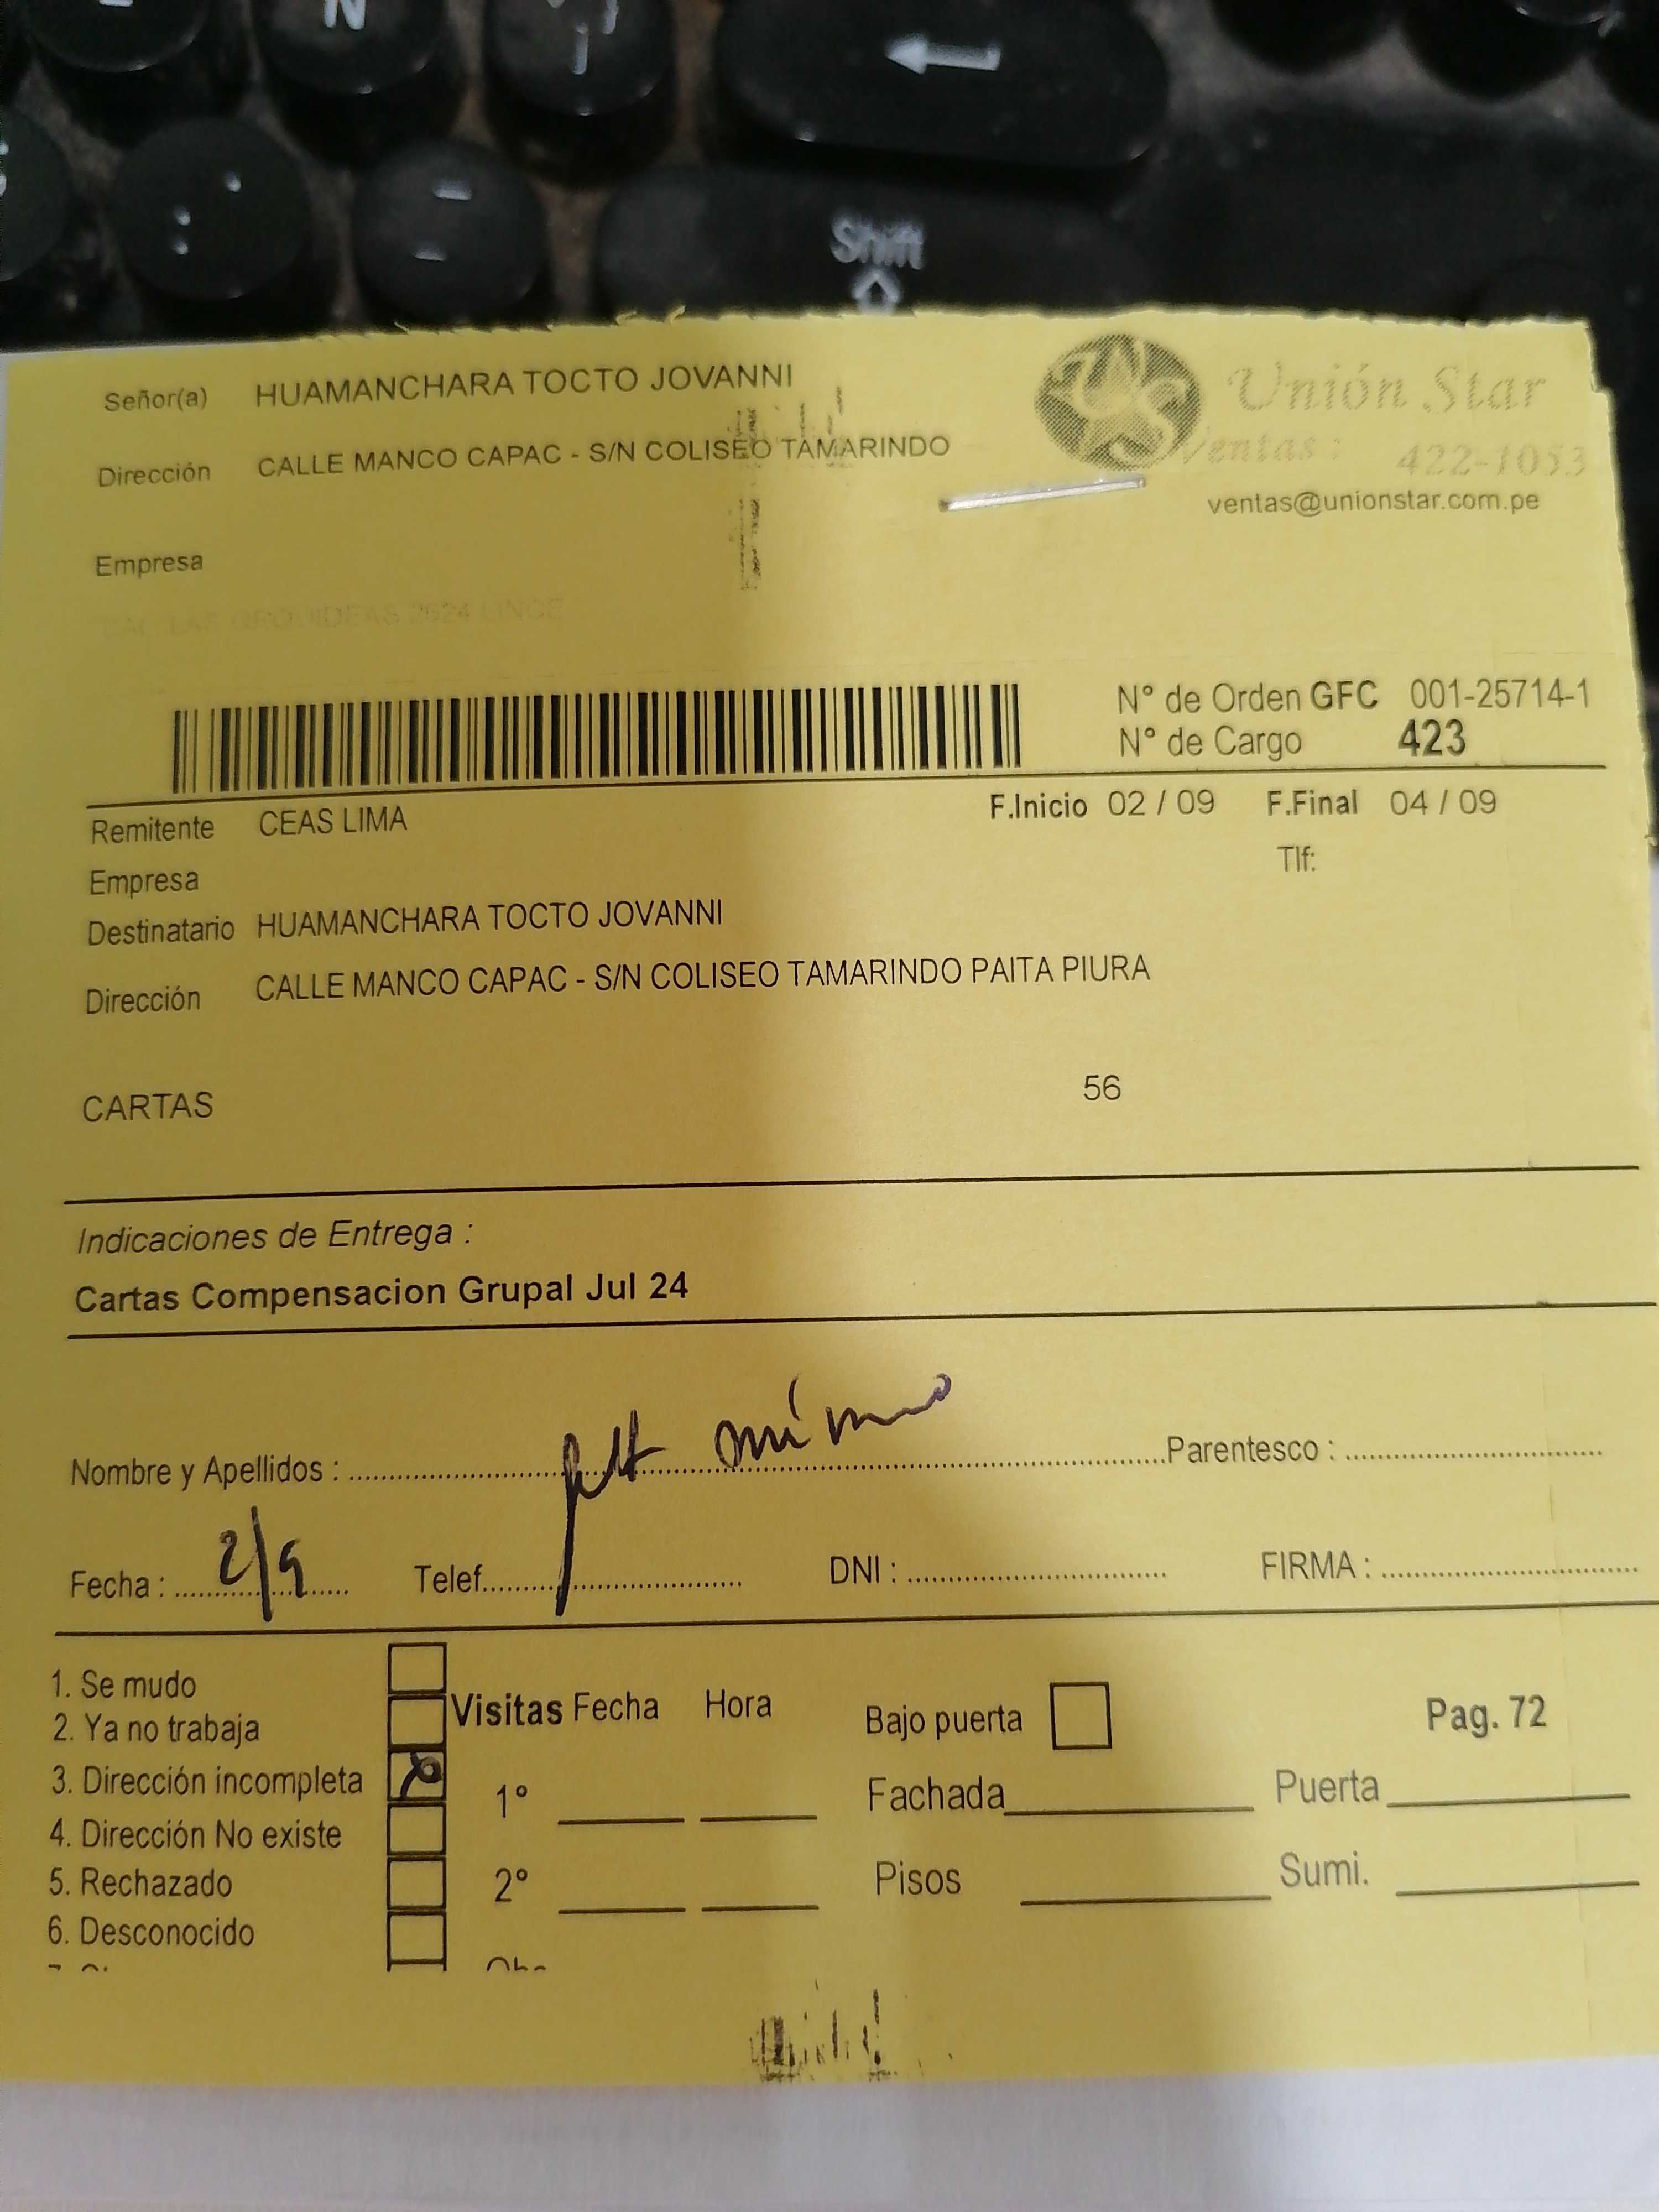 N
Shift
Señor(a) HUAMANCHARA TOCTO JOVANNI
Unión Star
Dirección CALLE MANCO CAPAC - S/N COLISEO TAMARINDO
Ventas : 422-1053
ventas@unionstar.com.pe
Empresa
N° de Orden GFC 001-25714-1
N° de Cargo 423
Remitente CEAS LIMA F.Inicio 02 / 09 F.Final 04 / 09
Empresa Tlf:
Destinatario HUAMANCHARA TOCTO JOVANNI
Dirección CALLE MANCO CAPAC - S/N COLISEO TAMARINDO PAITA PIURA
CARTAS 56
Indicaciones de Entrega :
Cartas Compensacion Grupal Jul 24
Nombre y Apellidos : Parentesco :
Fecha : 2/9 Telef. DNI : FIRMA :
1. Se mudo
2. Ya no trabaja Visitas Fecha Hora Bajo puerta Pag. 72
3. Dirección incompleta 1° Fachada Puerta
4. Dirección No existe
5. Rechazado 2° Pisos Sumi.
6. Desconocido